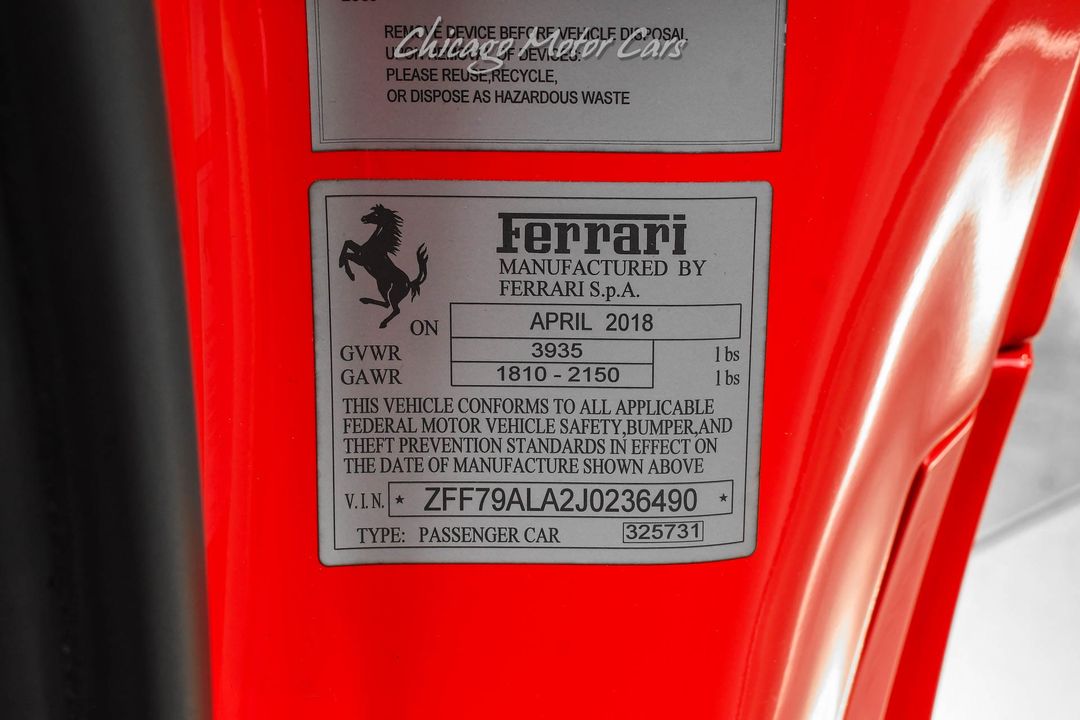 REMOVE DEVICE BEFORE VEHICLE DISPOSAL
Chicago Motor Cars
UPON REMOVAL OF DEVICES:
PLEASE REUSE,RECYCLE,
OR DISPOSE AS HAZARDOUS WASTE
Ferrari
MANUFACTURED BY
FERRARI S.p.A.
ON APRIL 2018
GVWR 3935 lbs
GAWR 1810 - 2150 lbs
THIS VEHICLE CONFORMS TO ALL APPLICABLE
FEDERAL MOTOR VEHICLE SAFETY,BUMPER,AND
THEFT PREVENTION STANDARDS IN EFFECT ON
THE DATE OF MANUFACTURE SHOWN ABOVE
V.I.N. ★ ZFF79ALA2J0236490 ★
TYPE: PASSENGER CAR 325731